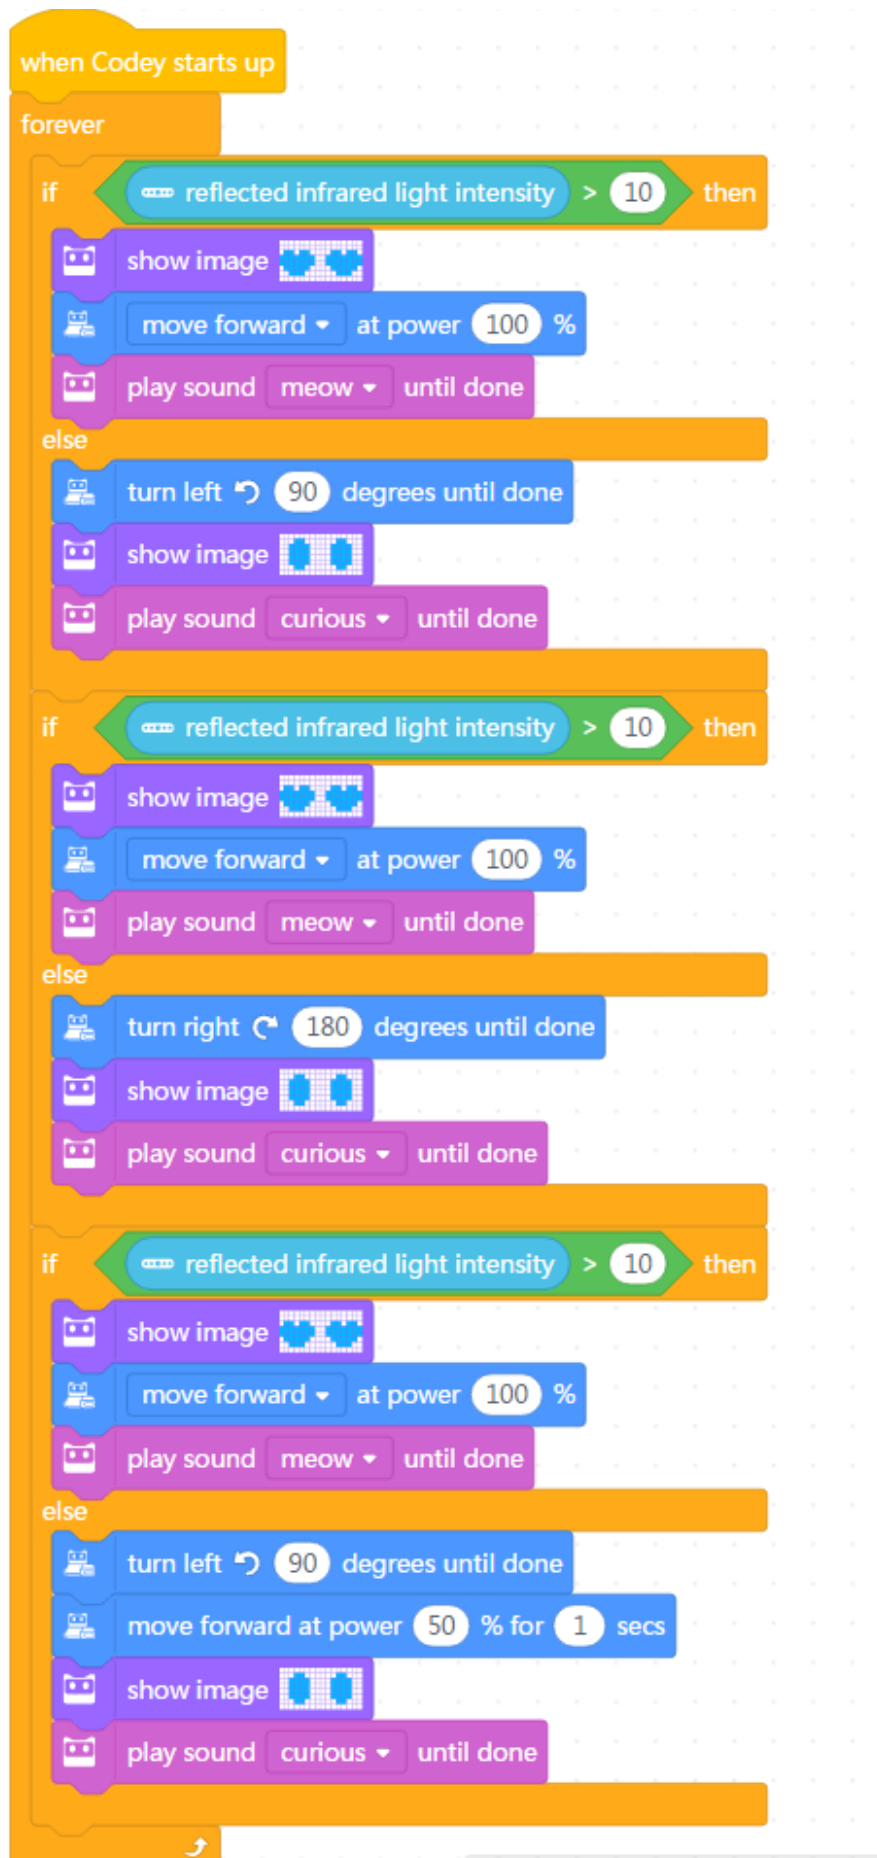 when Codey starts up
forever
if reflected infrared light intensity > 10 then
show image
move forward at power 100 %
play sound meow until done
else
turn left 90 degrees until done
show image
play sound curious until done
if reflected infrared light intensity > 10 then
show image
move forward at power 100 %
play sound meow until done
else
turn right 180 degrees until done
show image
play sound curious until done
if reflected infrared light intensity > 10 then
show image
move forward at power 100 %
play sound meow until done
else
turn left 90 degrees until done
move forward at power 50 % for 1 secs
show image
play sound curious until done